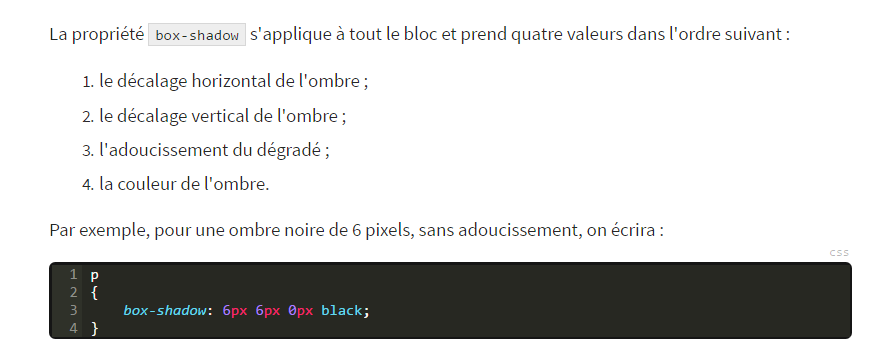 La propriété box-shadow s'applique à tout le bloc et prend quatre valeurs dans l'ordre suivant :
1. le décalage horizontal de l'ombre ;
2. le décalage vertical de l'ombre ;
3. l'adoucissement du dégradé ;
4. la couleur de l'ombre.
Par exemple, pour une ombre noire de 6 pixels, sans adoucissement, on écrira :
css
1 p
2 {
3     box-shadow: 6px 6px 0px black;
4 }